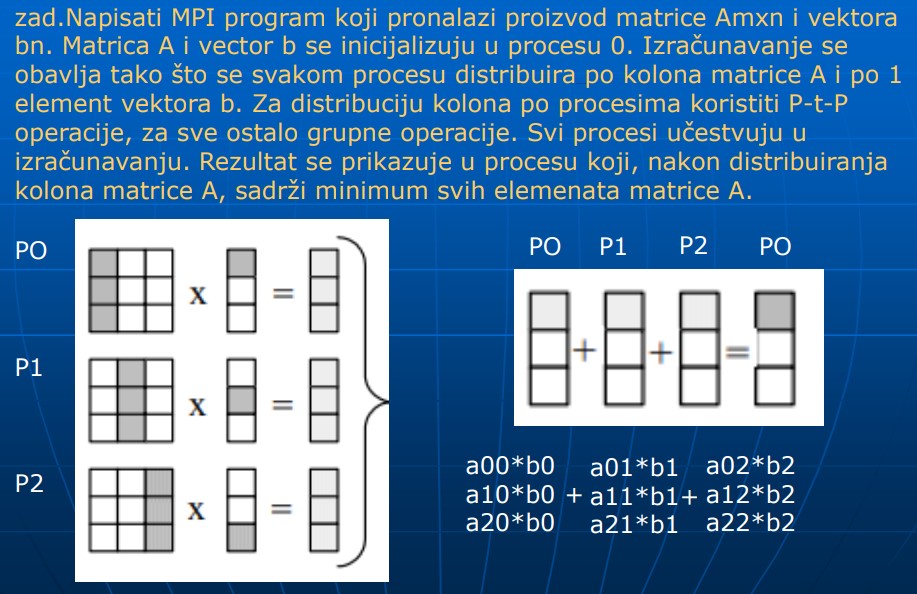 zad.Napisati MPI program koji pronalazi proizvod matrice Amxn i vektora
bn. Matrica A i vector b se inicijalizuju u procesu 0. Izračunavanje se
obavlja tako što se svakom procesu distribuira po kolona matrice A i po 1
element vektora b. Za distribuciju kolona po procesima koristiti P-t-P
operacije, za sve ostalo grupne operacije. Svi procesi učestvuju u
izračunavanju. Rezultat se prikazuje u procesu koji, nakon distribuiranja
kolona matrice A, sadrži minimum svih elemenata matrice A.
PO
x =
P1
x =
P2
x =
PO P1 P2 PO
+ + =
a00*b0 a01*b1 a02*b2
a10*b0 + a11*b1+ a12*b2
a20*b0 a21*b1 a22*b2